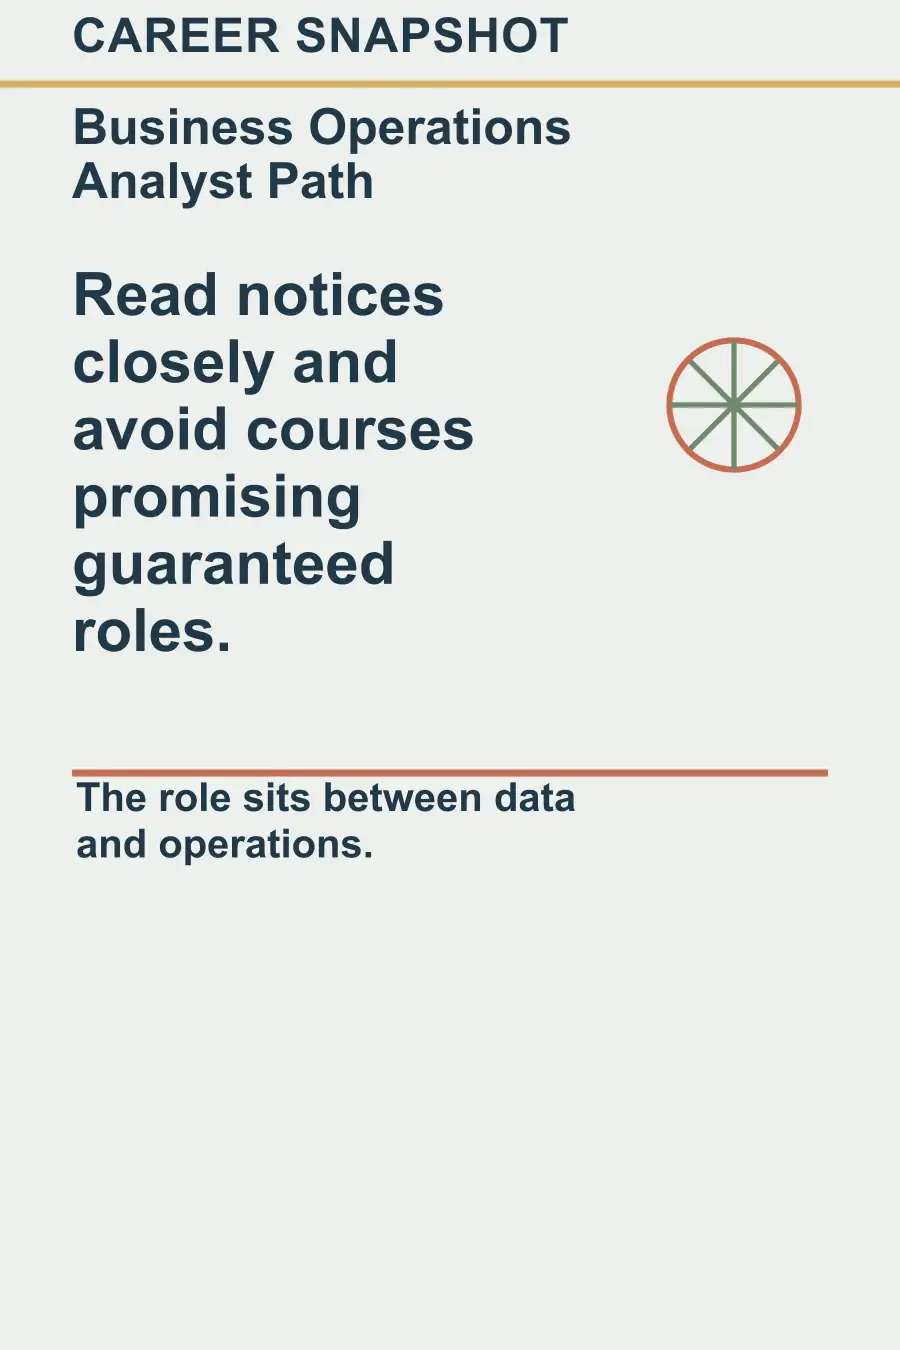 CAREER SNAPSHOT
Business Operations
Analyst Path
Read notices
closely and
avoid courses
promising
guaranteed
roles.
The role sits between data
and operations.